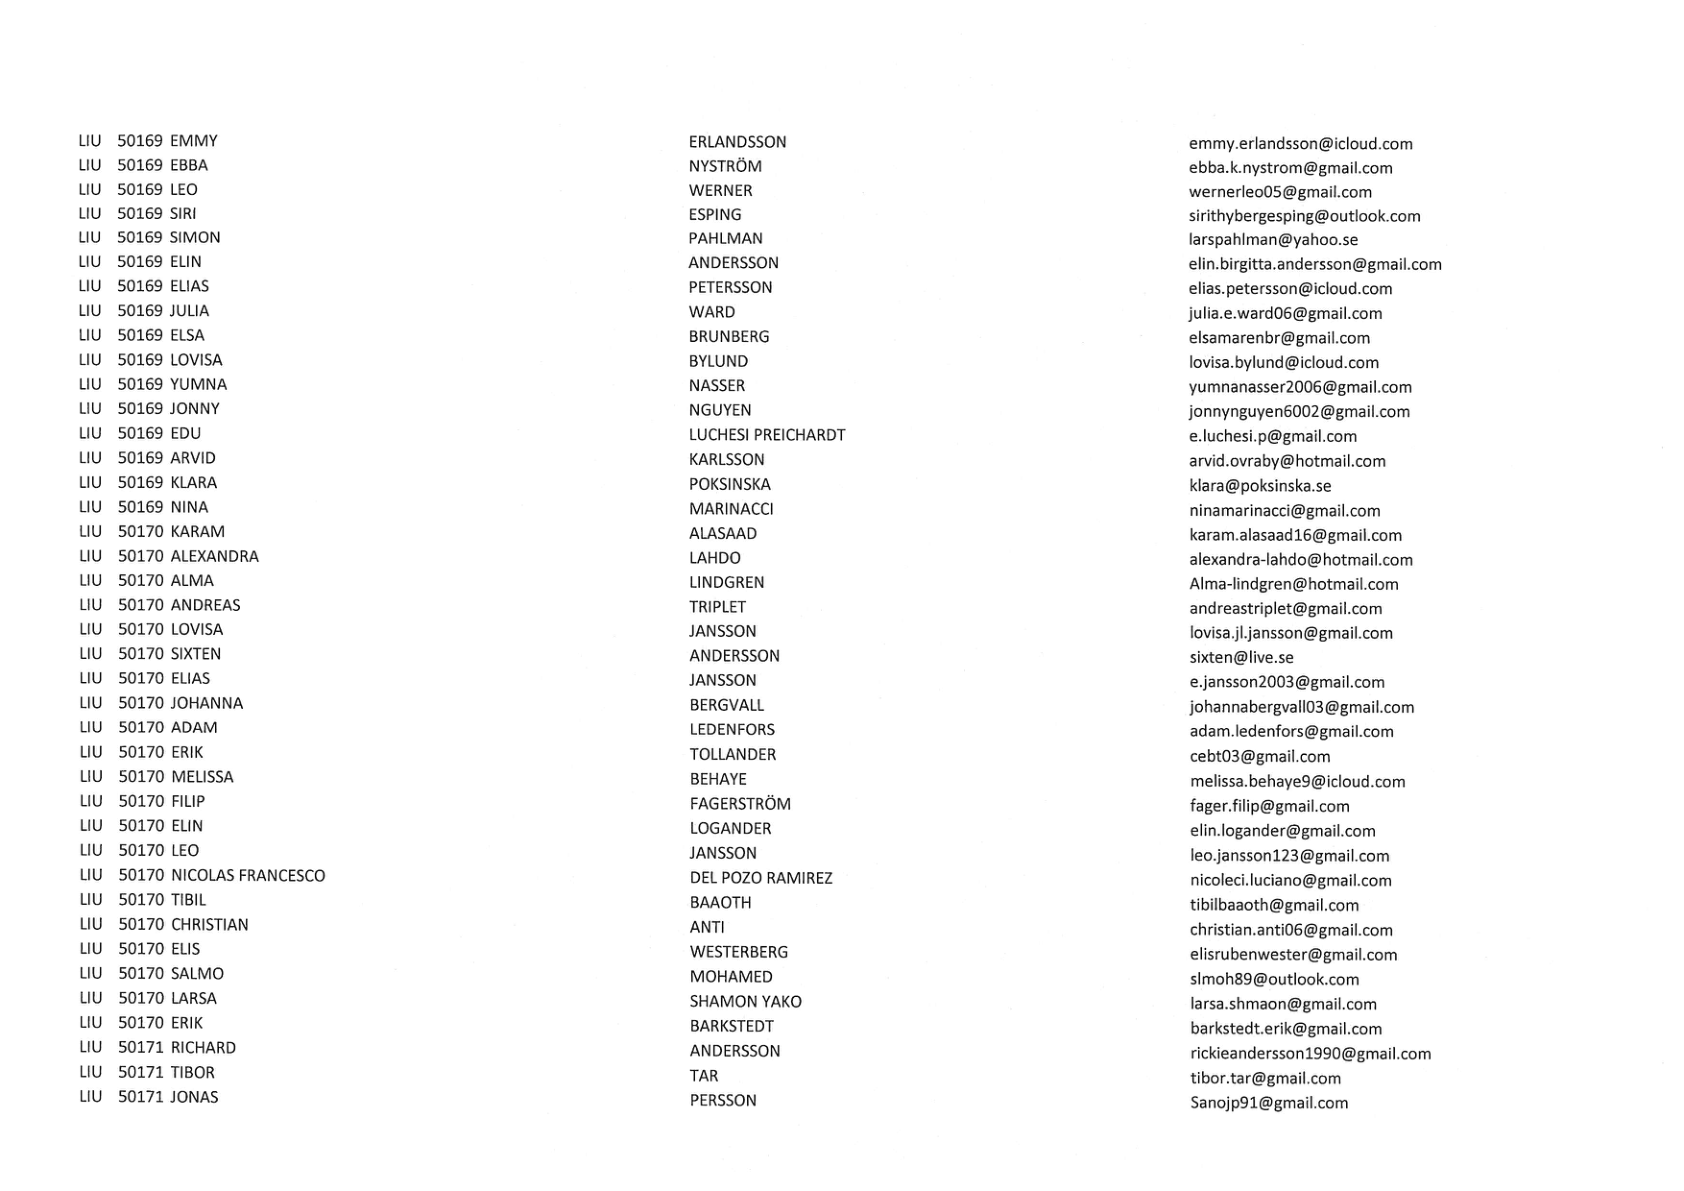 LIU 50169 EMMY ERLANDSSON emmy.erlandsson@icloud.com
LIU 50169 EBBA NYSTRÖM ebba.k.nystrom@gmail.com
LIU 50169 LEO WERNER wernerleo05@gmail.com
LIU 50169 SIRI ESPING sirithybergesping@outlook.com
LIU 50169 SIMON PAHLMAN larspahlman@yahoo.se
LIU 50169 ELIN ANDERSSON elin.birgitta.andersson@gmail.com
LIU 50169 ELIAS PETERSSON elias.petersson@icloud.com
LIU 50169 JULIA WARD julia.e.ward06@gmail.com
LIU 50169 ELSA BRUNBERG elsamarenbr@gmail.com
LIU 50169 LOVISA BYLUND lovisa.bylund@icloud.com
LIU 50169 YUMNA NASSER yumnanasser2006@gmail.com
LIU 50169 JONNY NGUYEN jonnynguyen6002@gmail.com
LIU 50169 EDU LUCHESI PREICHARDT e.luchesi.p@gmail.com
LIU 50169 ARVID KARLSSON arvid.ovraby@hotmail.com
LIU 50169 KLARA POKSINSKA klara@poksinska.se
LIU 50169 NINA MARINACCI ninamarinacci@gmail.com
LIU 50170 KARAM ALASAAD karam.alasaad16@gmail.com
LIU 50170 ALEXANDRA LAHDO alexandra-lahdo@hotmail.com
LIU 50170 ALMA LINDGREN Alma-lindgren@hotmail.com
LIU 50170 ANDREAS TRIPLET andreastriplet@gmail.com
LIU 50170 LOVISA JANSSON lovisa.jl.jansson@gmail.com
LIU 50170 SIXTEN ANDERSSON sixten@live.se
LIU 50170 ELIAS JANSSON e.jansson2003@gmail.com
LIU 50170 JOHANNA BERGVALL johannabergvall03@gmail.com
LIU 50170 ADAM LEDENFORS adam.ledenfors@gmail.com
LIU 50170 ERIK TOLLANDER cebt03@gmail.com
LIU 50170 MELISSA BEHAYE melissa.behaye9@icloud.com
LIU 50170 FILIP FAGERSTRÖM fager.filip@gmail.com
LIU 50170 ELIN LOGANDER elin.logander@gmail.com
LIU 50170 LEO JANSSON leo.jansson123@gmail.com
LIU 50170 NICOLAS FRANCESCO DEL POZO RAMIREZ nicoleci.luciano@gmail.com
LIU 50170 TIBIL BAAOTH tibilbaaoth@gmail.com
LIU 50170 CHRISTIAN ANTI christian.anti06@gmail.com
LIU 50170 ELIS WESTERBERG elisrubenwester@gmail.com
LIU 50170 SALMO MOHAMED slmoh89@outlook.com
LIU 50170 LARSA SHAMON YAKO larsa.shmaon@gmail.com
LIU 50170 ERIK BARKSTEDT barkstedt.erik@gmail.com
LIU 50171 RICHARD ANDERSSON rickieandersson1990@gmail.com
LIU 50171 TIBOR TAR tibor.tar@gmail.com
LIU 50171 JONAS PERSSON Sanojp91@gmail.com